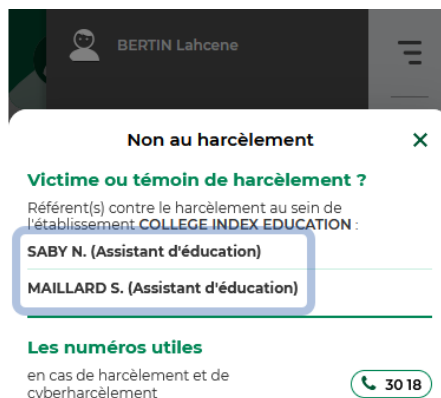 BERTIN Lahcene
Non au harcèlement
Victime ou témoin de harcèlement ?
Référent(s) contre le harcèlement au sein de
l'établissement COLLEGE INDEX EDUCATION :
SABY N. (Assistant d'éducation)
MAILLARD S. (Assistant d'éducation)
Les numéros utiles
en cas de harcèlement et de
cyberharcèlement
30 18